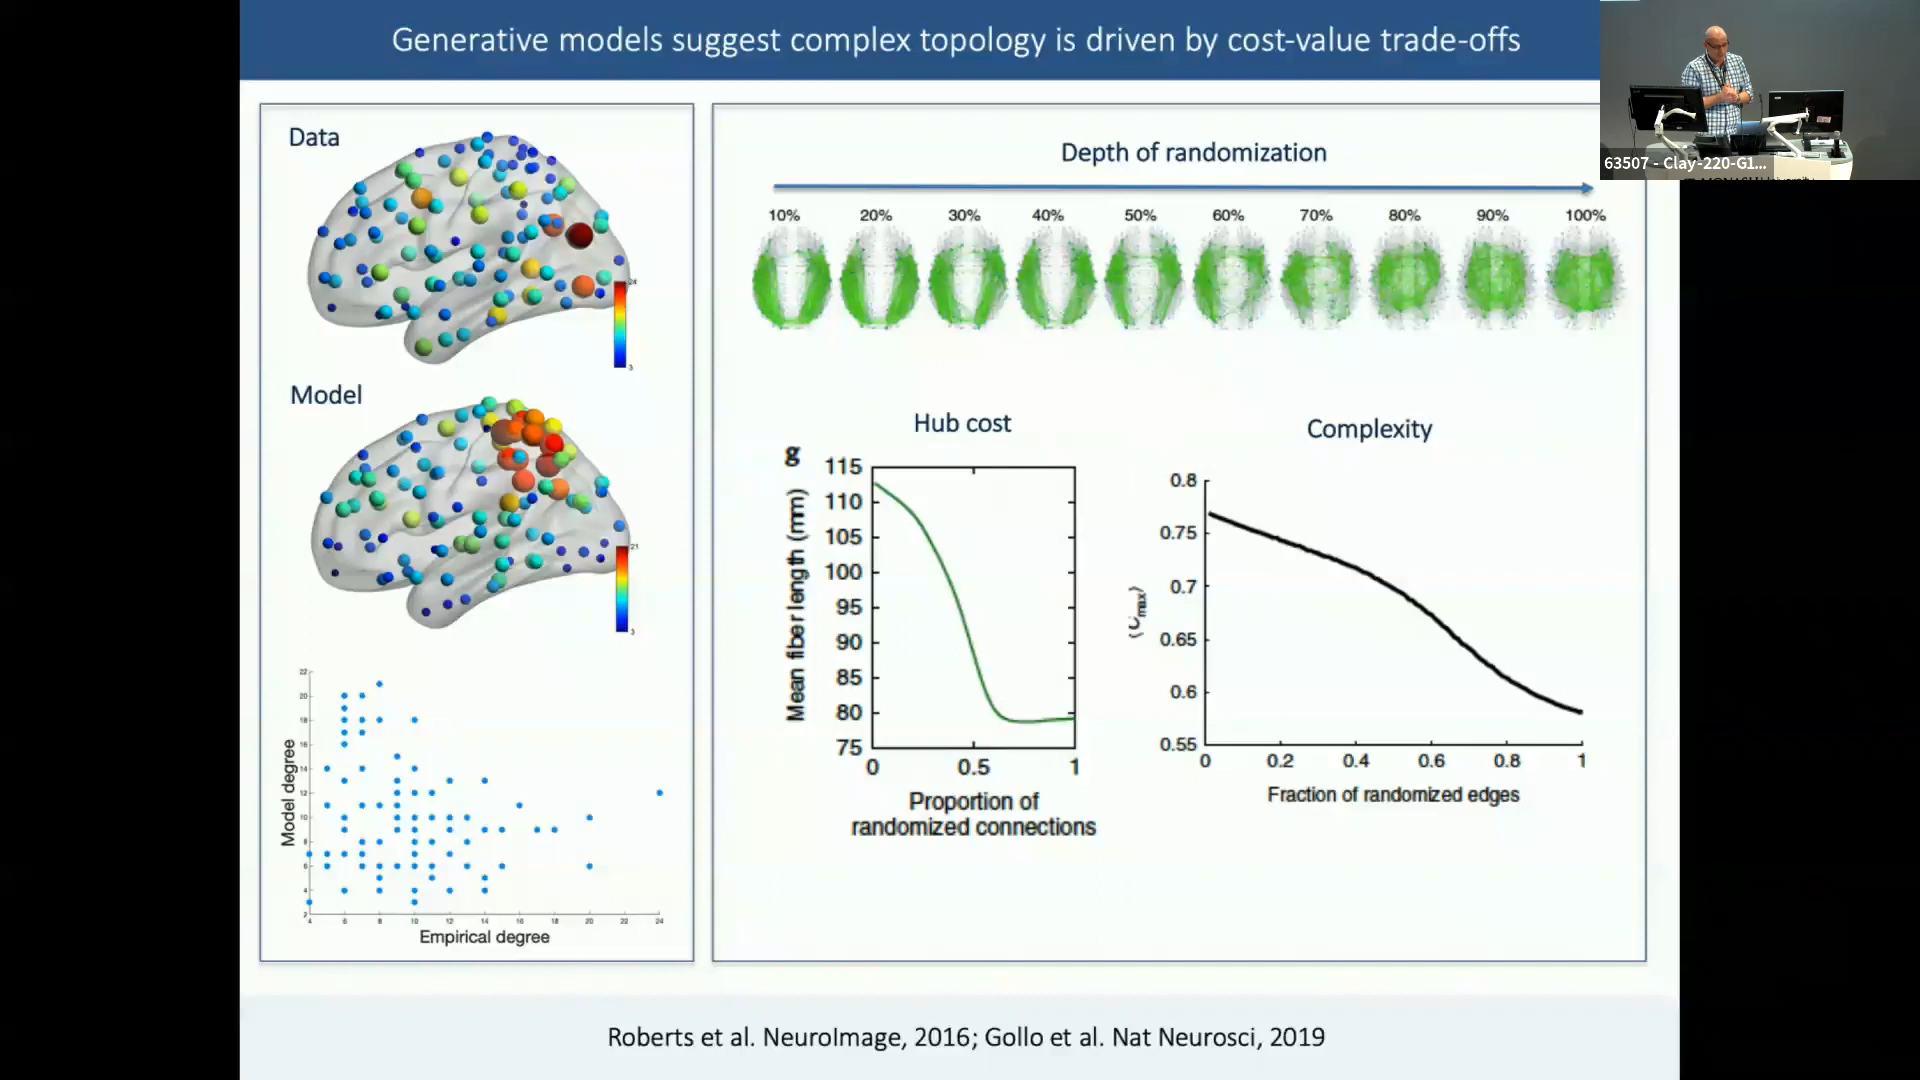 Generative models suggest complex topology is driven by cost-value trade-offs
63507 - Clay-220-G1...
MONASH University
Data
24
3
Model
21
3
22
20
18
16
14
12
10
8
6
4
2
4 6 8 10 12 14 16 18 20 22 24
Model degree
Empirical degree
Depth of randomization
10% 20% 30% 40% 50% 60% 70% 80% 90% 100%
Hub cost
g
115
110
105
100
95
90
85
80
75
Mean fiber length (mm)
0 0.5 1
Proportion of
randomized connections
Complexity
0.8
0.75
0.7
0.65
0.6
0.55
0 0.2 0.4 0.6 0.8 1
Fraction of randomized edges
Roberts et al. NeuroImage, 2016; Gollo et al. Nat Neurosci, 2019